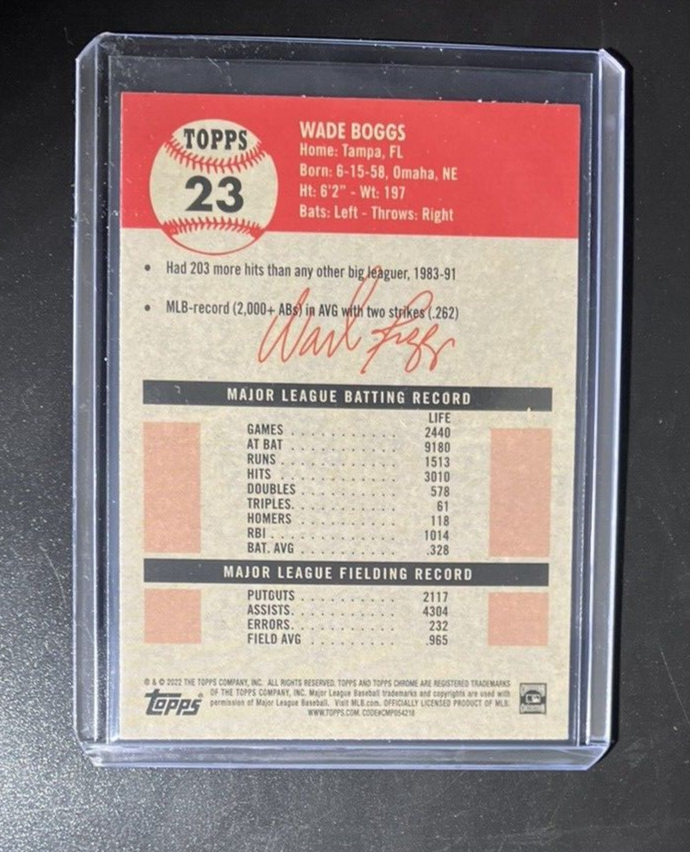 TOPPS
23
WADE BOGGS
Home: Tampa, FL
Born: 6-15-58, Omaha, NE
Ht: 6'2" - Wt: 197
Bats: Left - Throws: Right
• Had 203 more hits than any other big leaguer, 1983-91
• MLB-record (2,000+ ABs) in AVG with two strikes (.262)
Wade Boggs
MAJOR LEAGUE BATTING RECORD
LIFE
GAMES . . . . . . . . . . . 2440
AT BAT . . . . . . . . . . . 9180
RUNS . . . . . . . . . . . . 1513
HITS . . . . . . . . . . . . 3010
DOUBLES . . . . . . . . . . 578
TRIPLES. . . . . . . . . . . 61
HOMERS . . . . . . . . . . 118
RBI . . . . . . . . . . . . . 1014
BAT. AVG . . . . . . . . . . .328
MAJOR LEAGUE FIELDING RECORD
PUTOUTS . . . . . . . . . . 2117
ASSISTS. . . . . . . . . . . 4304
ERRORS. . . . . . . . . . . 232
FIELD AVG . . . . . . . . . .965
® & © 2022 THE TOPPS COMPANY, INC. ALL RIGHTS RESERVED. TOPPS AND TOPPS CHROME ARE REGISTERED TRADEMARKS
OF THE TOPPS COMPANY, INC. Major League Baseball trademarks and copyrights are used with
permission of Major League Baseball. Visit MLB.com. OFFICIALLY LICENSED PRODUCT OF MLB.
WWW.TOPPS.COM. CODE#CMP054218
topps